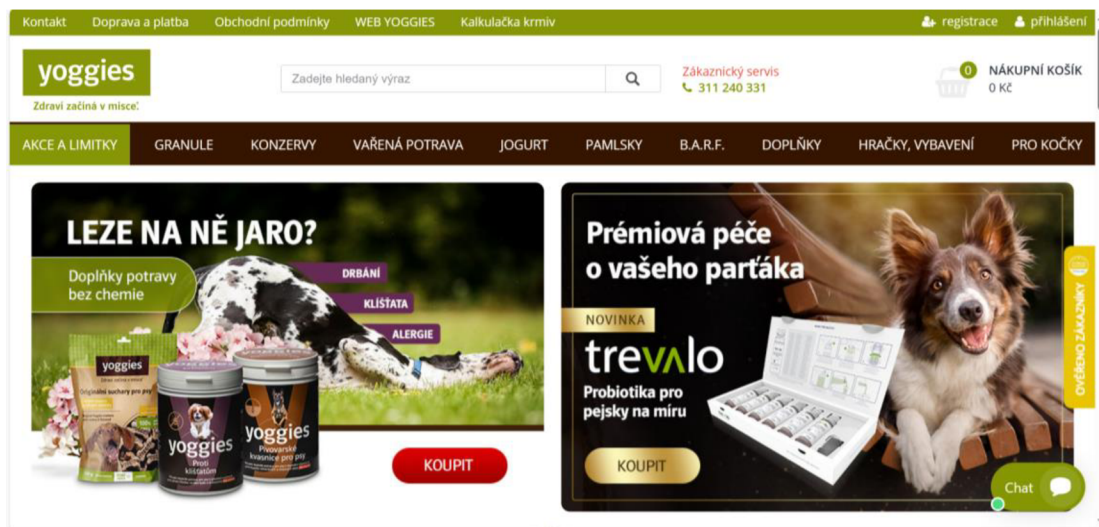 Kontakt Doprava a platba Obchodní podmínky WEB YOGGIES Kalkulačka krmiv registrace přihlášení
yoggies
Zdraví začíná v misce!
Zadejte hledaný výraz
Zákaznický servis
311 240 331
0
NÁKUPNÍ KOŠÍK
0 Kč
AKCE A LIMITKY GRANULE KONZERVY VAŘENÁ POTRAVA JOGURT PAMLSKY B.A.R.F. DOPLŇKY HRAČKY, VYBAVENÍ PRO KOČKY
LEZE NA NĚ JARO?
Doplňky potravy
bez chemie
DRBÁNÍ
KLÍŠŤATA
ALERGIE
yoggies
Originální suchary pro psy
yoggies
Proti
klíšťatům
yoggies
Pivovarské
kvasnice pro psy
KOUPIT
Prémiová péče
o vašeho parťáka
NOVINKA
trevalo
Probiotika pro
pejsky na míru
KOUPIT
OVĚŘENO ZÁKAZNÍKY
Chat